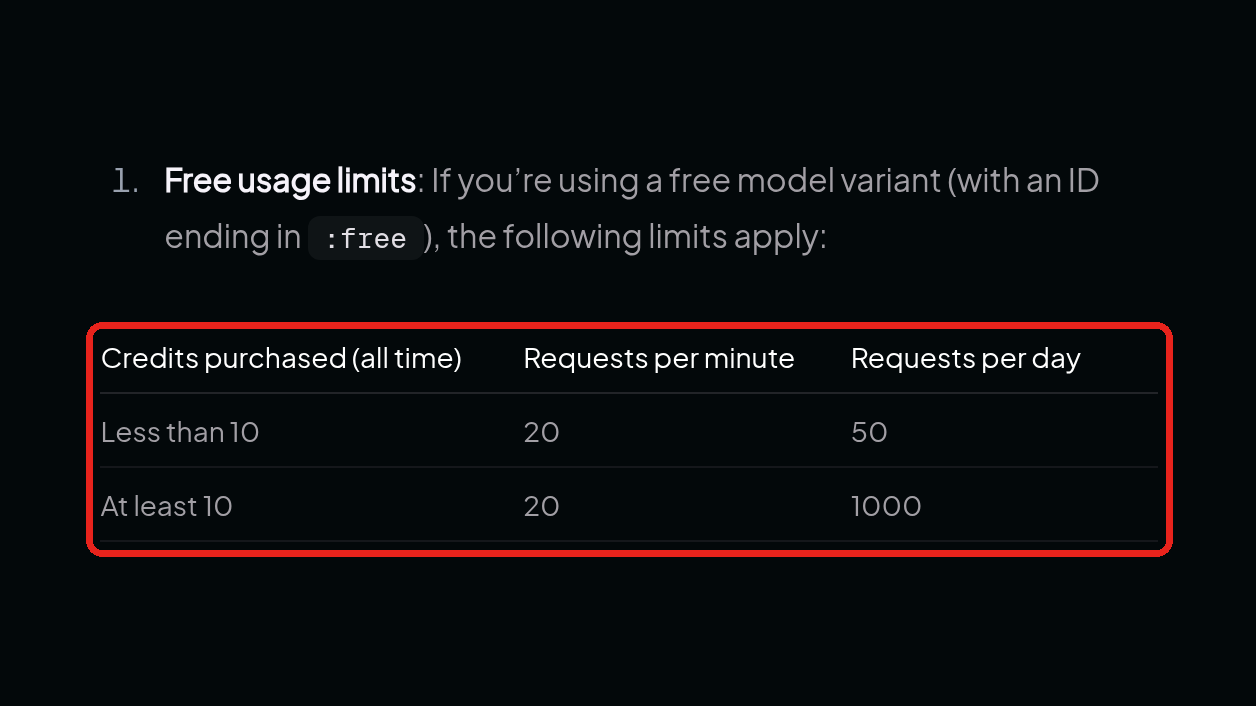 1. Free usage limits: If you’re using a free model variant (with an ID
ending in :free), the following limits apply:
Credits purchased (all time) Requests per minute Requests per day
Less than 10 20 50
At least 10 20 1000